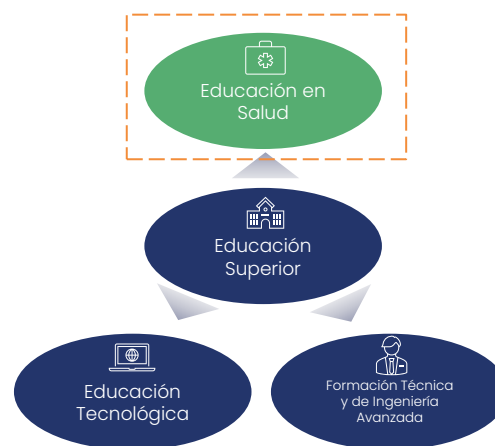 Educación en
Salud
Educación
Superior
Educación
Tecnológica
Formación Técnica
y de Ingeniería
Avanzada